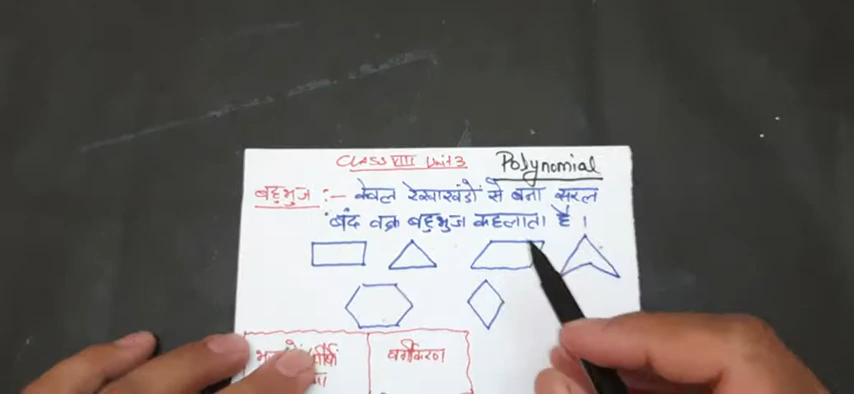 CLASS VIII Unit 3 Polynomial
बहुभुज :- केवल रेखाखंडों से बना सरल
बंद वक्र बहुभुज कहलाता है।
वर्गीकरण